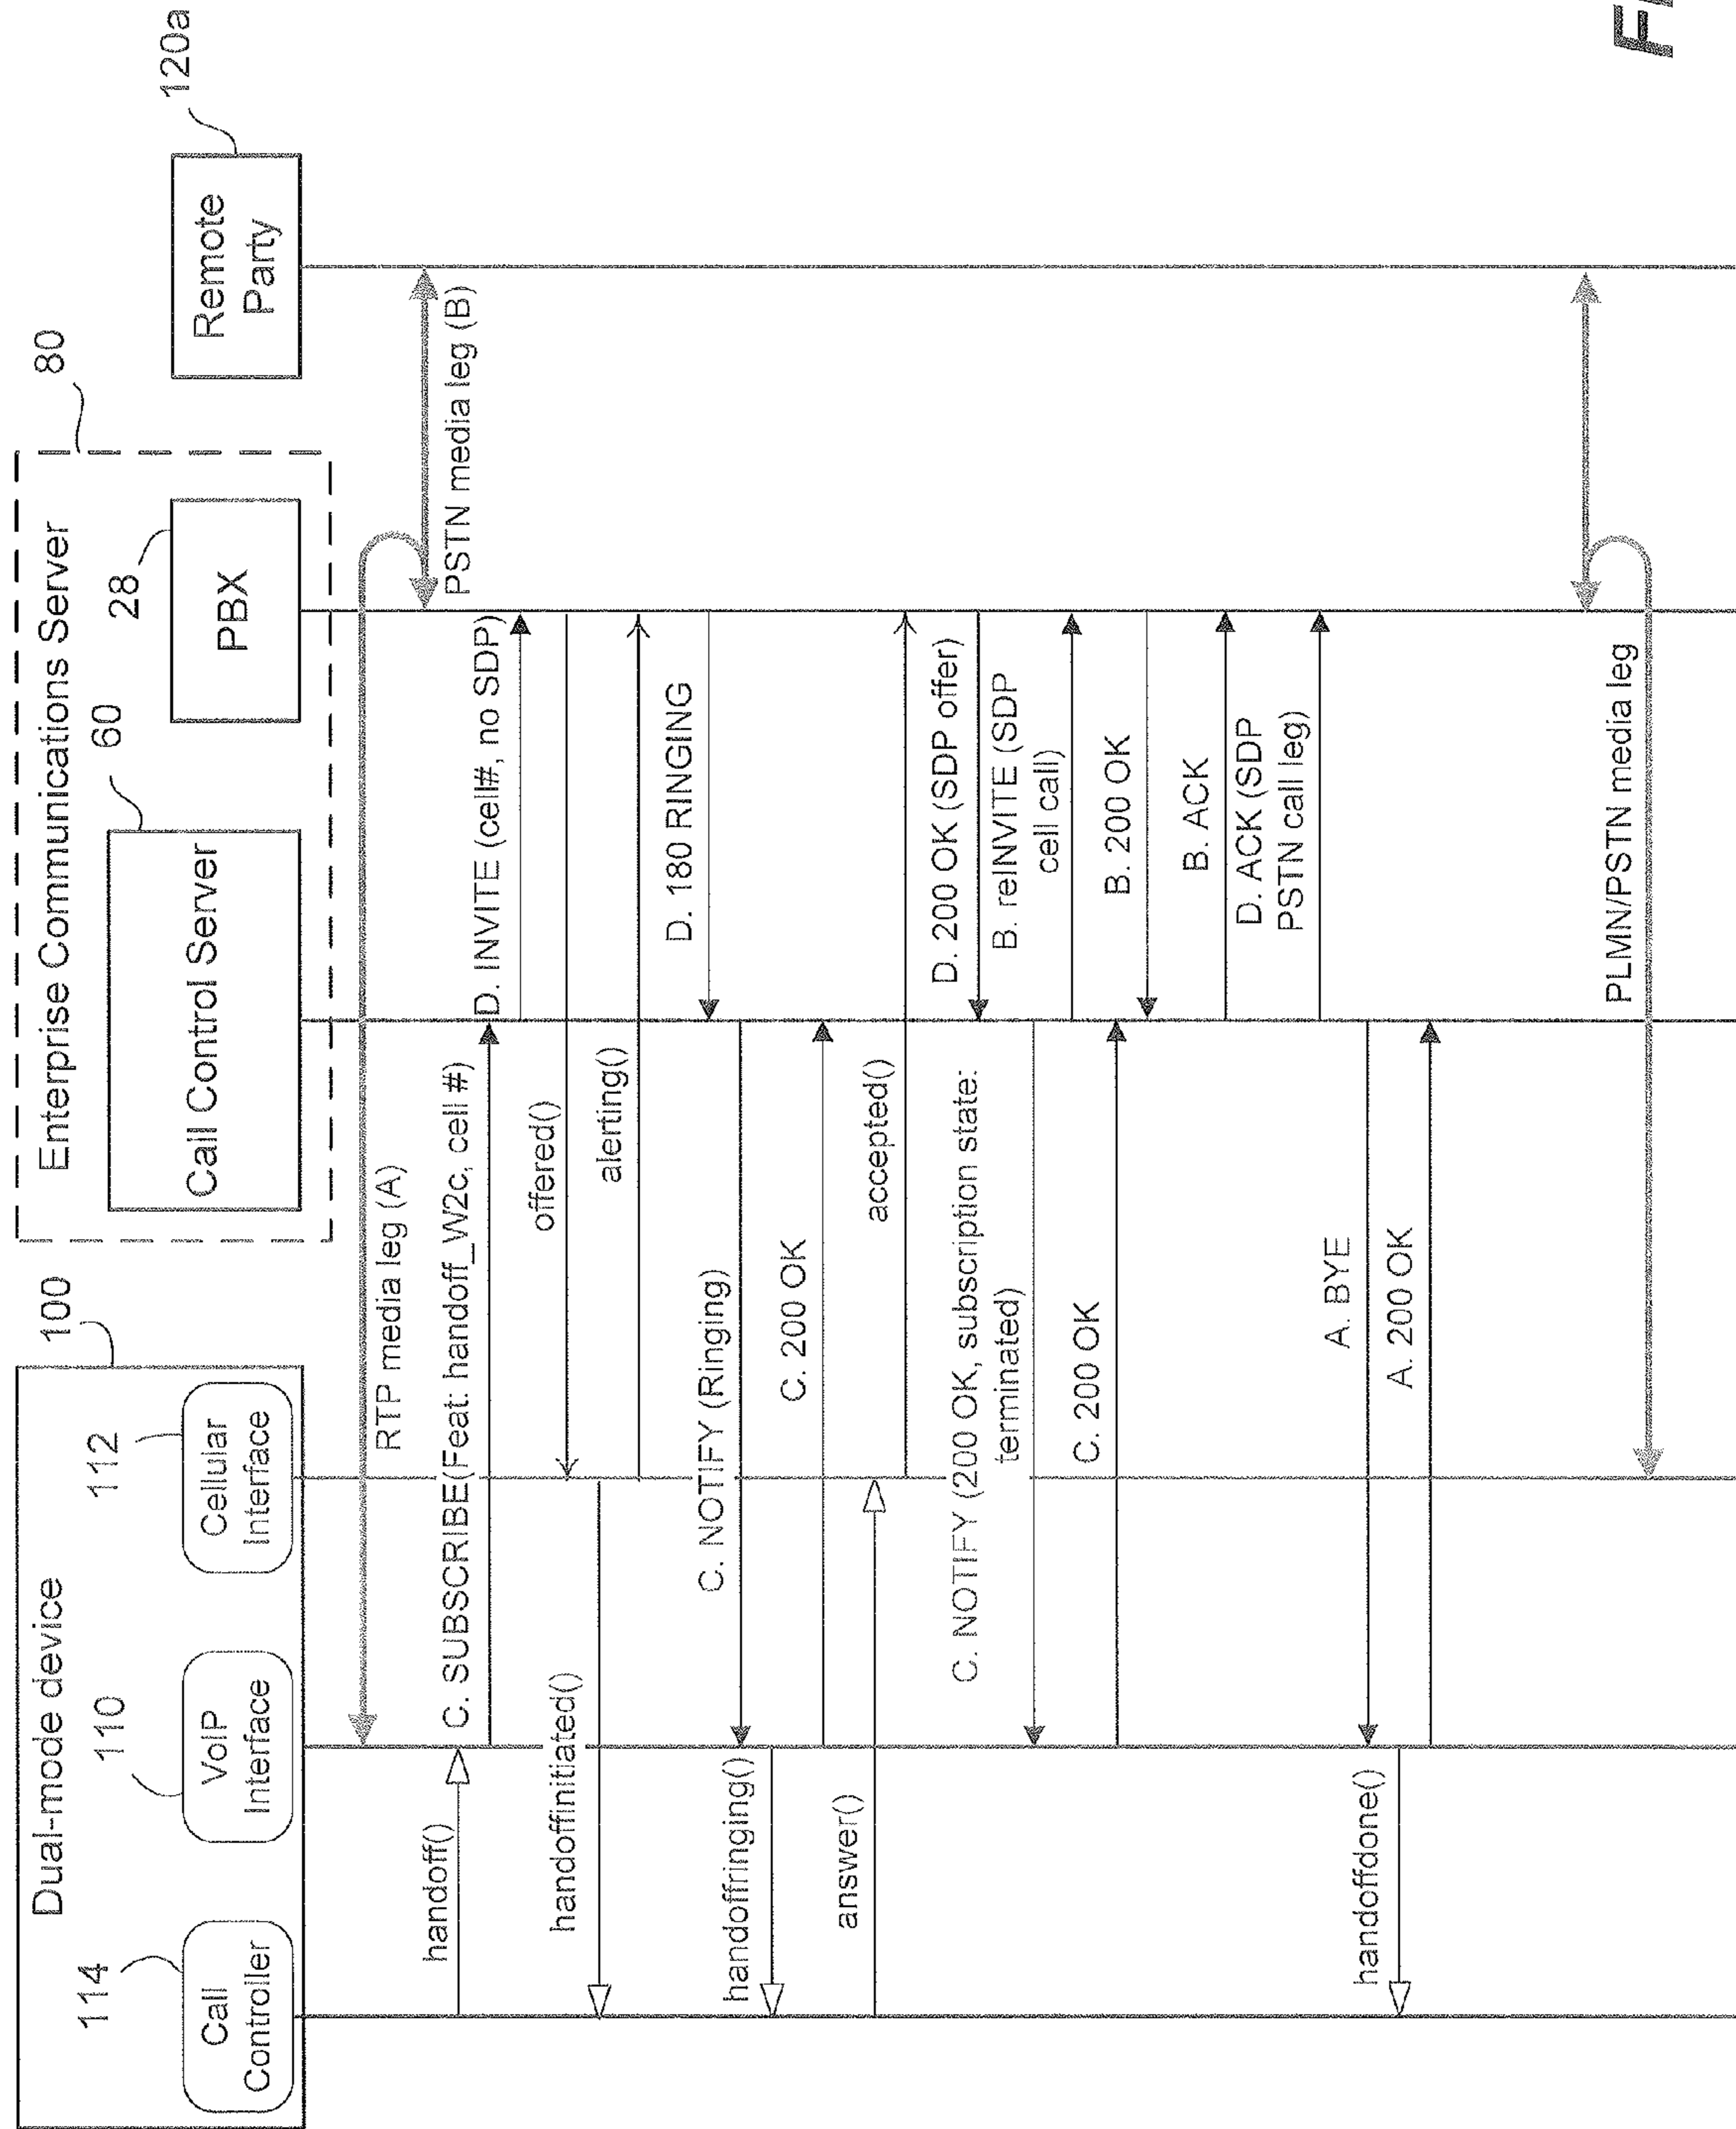 Dual-mode device
100
Enterprise Communications Server
80
114
110
112
60
28
120a
Call
Controller
VoIP
Interface
Cellular
Interface
Call Control Server
PBX
Remote
Party
RTP media leg (A)
PSTN media leg (B)
handoff()
C. SUBSCRIBE(Feat: handoff_W2c, cell #)
D. INVITE (cell#, no SDP)
offered()
handoffinitiated()
alerting()
D. 180 RINGING
C. NOTIFY (Ringing)
handoffringing()
C. 200 OK
answer()
accepted()
D. 200 OK (SDP offer)
C. NOTIFY (200 OK, subscription state:
terminated)
B. reINVITE (SDP
cell call)
C. 200 OK
B. 200 OK
B. ACK
D. ACK (SDP
PSTN call leg)
A. BYE
handoffdone()
A. 200 OK
PLMN/PSTN media leg